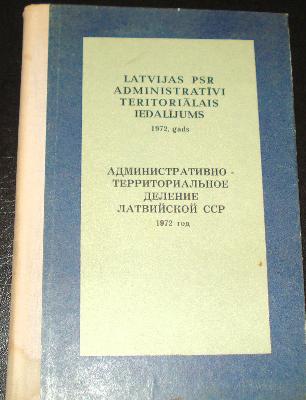 LATVIJAS PSR
ADMINISTRATĪVI
TERITORIĀLAIS
IEDALĪJUMS
1972. gads
АДМИНИСТРАТИВНО-
ТЕРРИТОРИАЛЬНОЕ
ДЕЛЕНИЕ
ЛАТВИЙСКОЙ ССР
1972 год